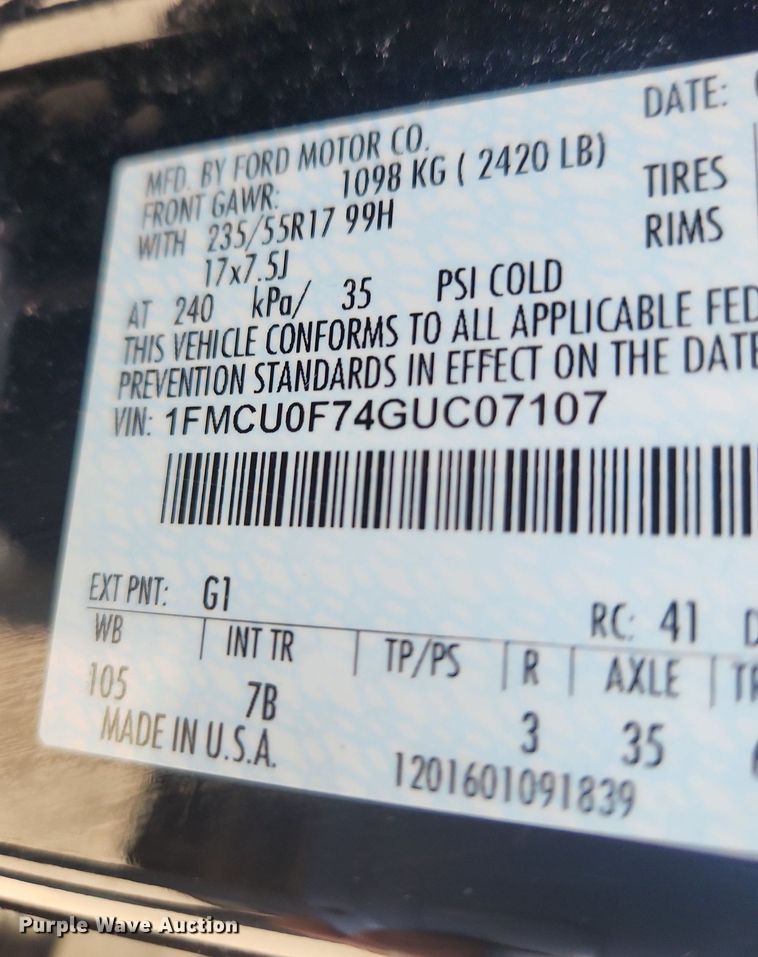 DATE:
MFD. BY FORD MOTOR CO.
FRONT GAWR: 1098 KG ( 2420 LB)
TIRES
WITH 235/55R17 99H
RIMS
17x7.5J
AT 240 kPa/ 35 PSI COLD
THIS VEHICLE CONFORMS TO ALL APPLICABLE FED
PREVENTION STANDARDS IN EFFECT ON THE DATE
VIN: 1FMCU0F74GUC07107
EXT PNT: G1
RC: 41
WB | INT TR | TP/PS | R | AXLE | TR
105 7B 3 35
MADE IN U.S.A.
1201601091839
Purple Wave Auction